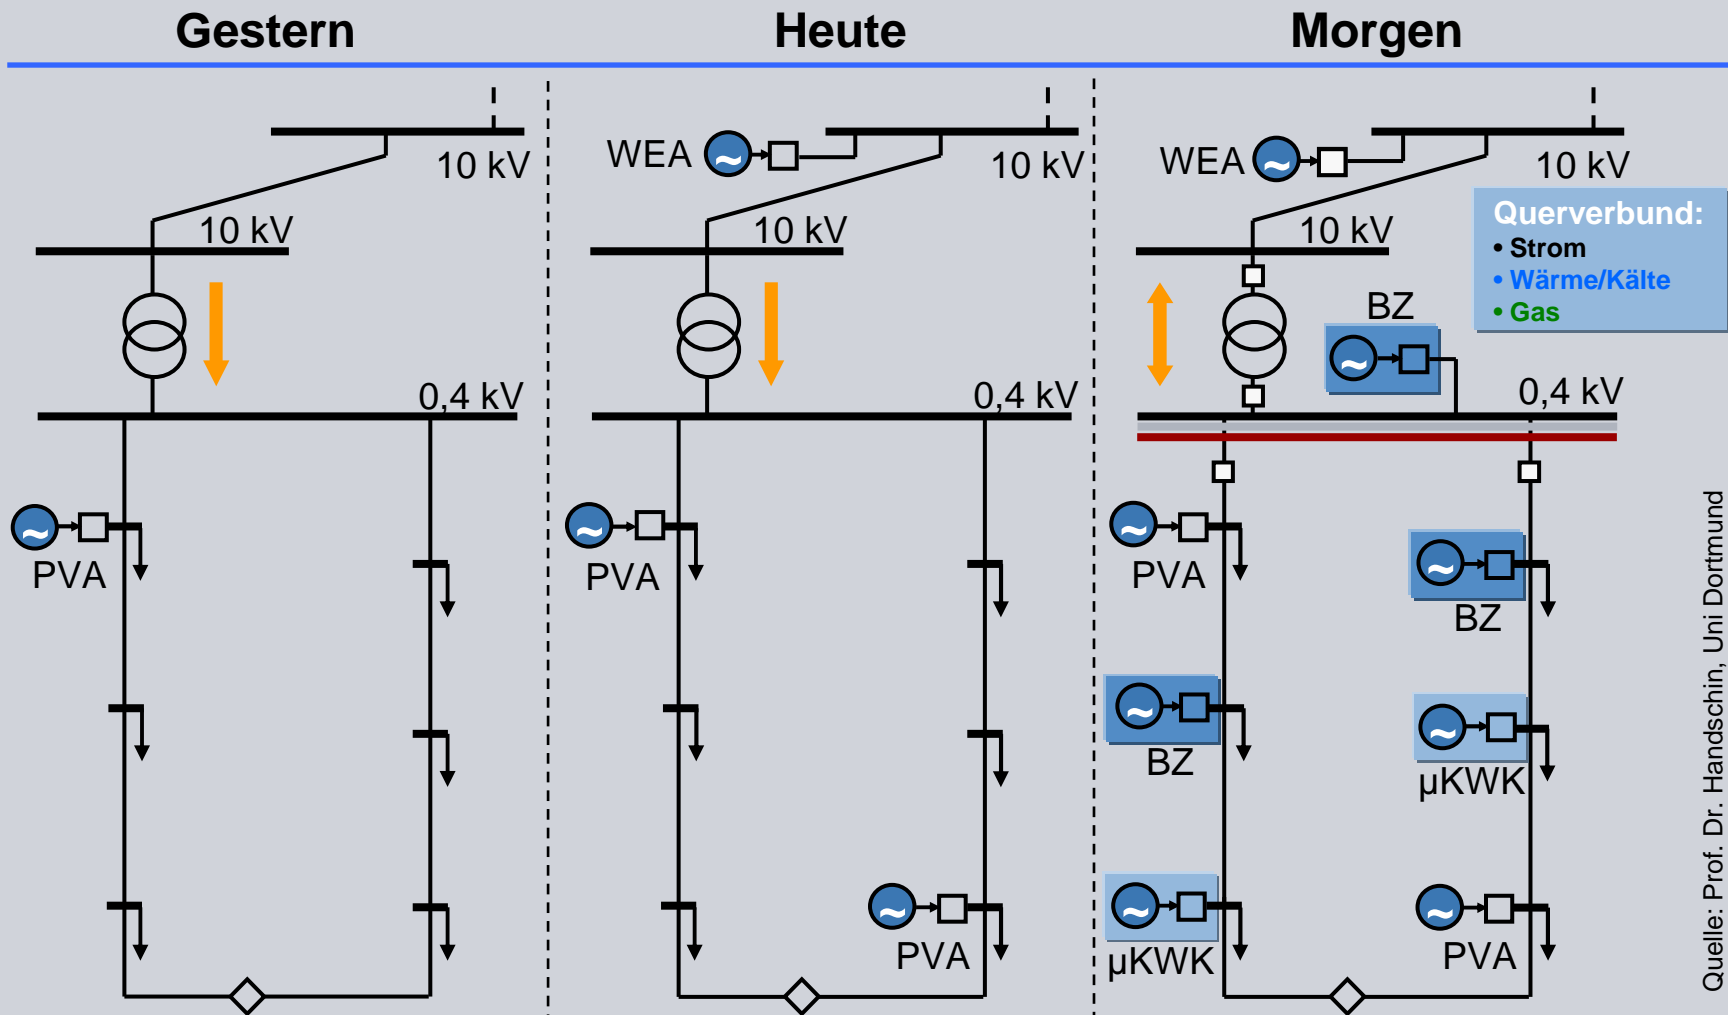 Gestern
Heute
Morgen
10 kV
10 kV
0,4 kV
PVA
WEA
10 kV
10 kV
0,4 kV
PVA
PVA
WEA
10 kV
10 kV
Querverbund:
• Strom
• Wärme/Kälte
• Gas
BZ
0,4 kV
PVA
BZ
BZ
µKWK
µKWK
PVA
Quelle: Prof. Dr. Handschin, Uni Dortmund